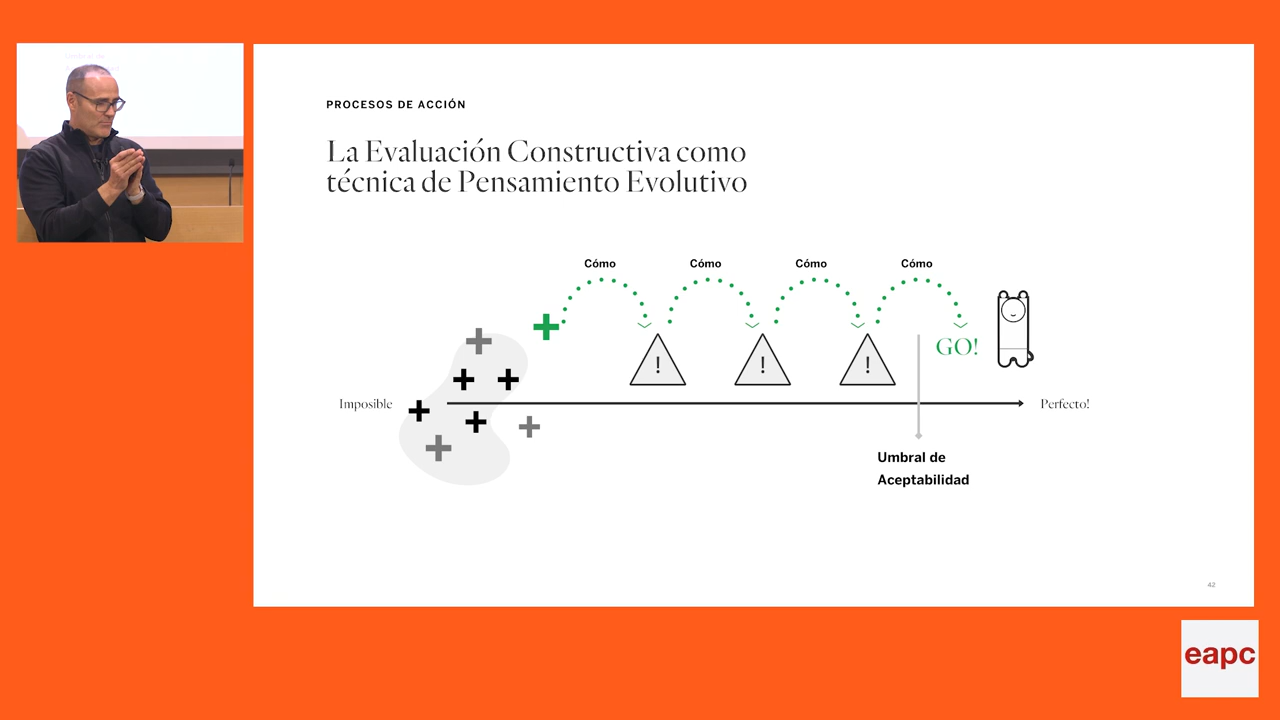 PROCESOS DE ACCIÓN
La Evaluación Constructiva como
técnica de Pensamiento Evolutivo
Cómo
Cómo
Cómo
Cómo
!
!
!
GO!
Imposible
Perfecto!
Umbral de
Aceptabilidad
42
eapc